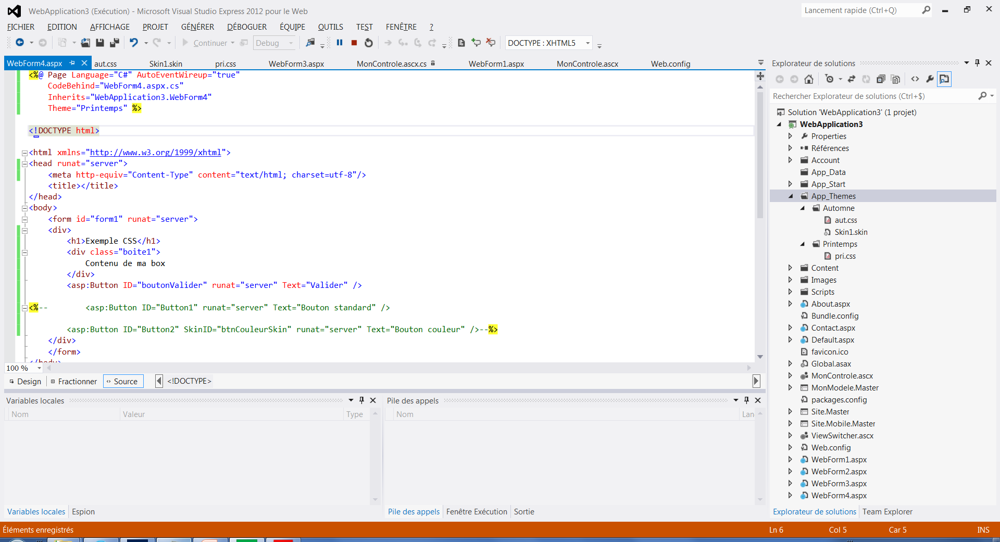 WebApplication3 (Exécution) - Microsoft Visual Studio Express 2012 pour le Web
Lancement rapide (Ctrl+Q)
FICHIER EDITION AFFICHAGE PROJET GÉNÉRER DÉBOGUER ÉQUIPE OUTILS TEST FENÊTRE ?
Continuer Debug DOCTYPE : XHTML5
WebForm4.aspx aut.css Skin1.skin pri.css WebForm3.aspx MonControle.ascx.cs WebForm1.aspx MonControle.ascx Web.config
<%@ Page Language="C#" AutoEventWireup="true"
CodeBehind="WebForm4.aspx.cs"
Inherits="WebApplication3.WebForm4"
Theme="Printemps" %>
<!DOCTYPE html>
<html xmlns="http://www.w3.org/1999/xhtml">
<head runat="server">
<meta http-equiv="Content-Type" content="text/html; charset=utf-8"/>
<title></title>
</head>
<body>
<form id="form1" runat="server">
<div>
<h1>Exemple CSS</h1>
<div class="boite1">
Contenu de ma box
</div>
<asp:Button ID="boutonValider" runat="server" Text="Valider" />
<%-- <asp:Button ID="Button1" runat="server" Text="Bouton standard" />
<asp:Button ID="Button2" SkinID="btnCouleurSkin" runat="server" Text="Bouton couleur" />--%>
</div>
</form>
</body>
100 %
Design Fractionner Source <!DOCTYPE>
Variables locales
Nom Valeur Type
Variables locales Espion
Pile des appels
Nom Lan
Pile des appels Fenêtre Exécution Sortie
Explorateur de solutions
Rechercher Explorateur de solutions (Ctrl+$)
Solution 'WebApplication3' (1 projet)
WebApplication3
Properties
Références
Account
App_Data
App_Start
App_Themes
Automne
aut.css
Skin1.skin
Printemps
pri.css
Content
Images
Scripts
About.aspx
Bundle.config
Contact.aspx
Default.aspx
favicon.ico
Global.asax
MonControle.ascx
MonModele.Master
packages.config
Site.Master
Site.Mobile.Master
ViewSwitcher.ascx
Web.config
WebForm1.aspx
WebForm2.aspx
WebForm3.aspx
WebForm4.aspx
Explorateur de solutions Team Explorer
Éléments enregistrés Ln 6 Col 5 Car 5 INS